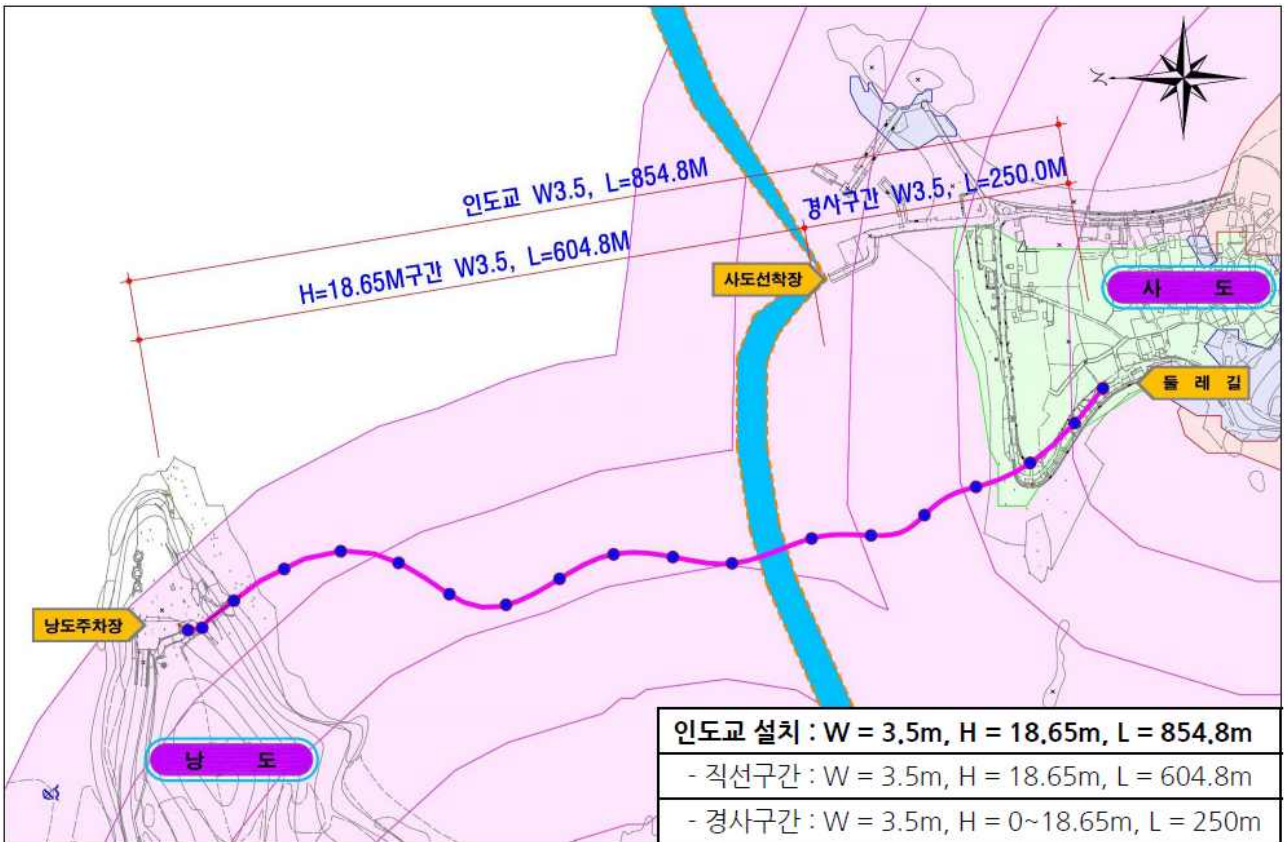 N
인도교 W3.5, L=854.8M
경사구간 W3.5, L=250.0M
H=18.65M구간 W3.5, L=604.8M
사도선착장
사 도
둘 레 길
낭도주차장
낭 도
인도교 설치 : W = 3.5m, H = 18.65m, L = 854.8m
- 직선구간 : W = 3.5m, H = 18.65m, L = 604.8m
- 경사구간 : W = 3.5m, H = 0~18.65m, L = 250m